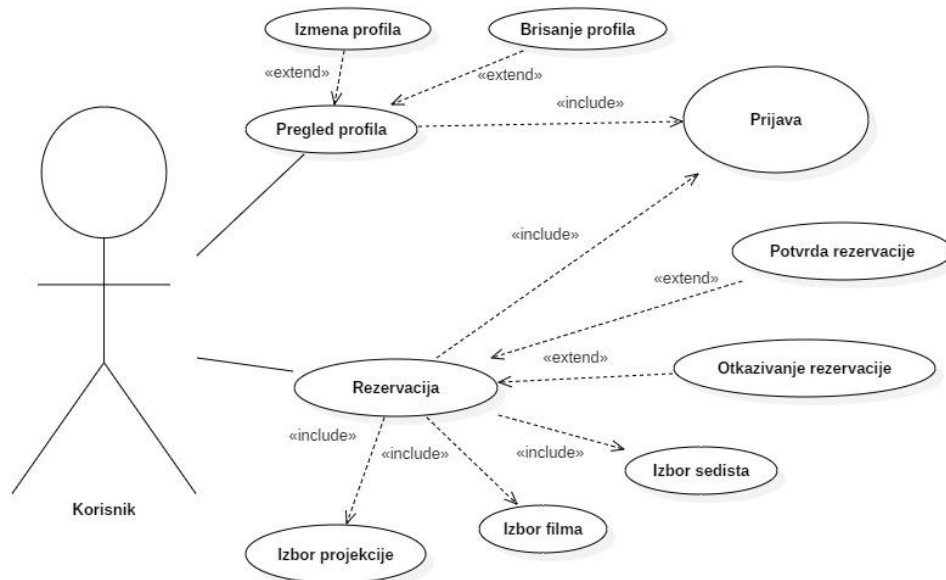 Izmena profila
Brisanje profila
«extend»
«extend»
«include»
Pregled profila
Prijava
«include»
Potvrda rezervacije
«extend»
«extend»
Rezervacija
Otkazivanje rezervacije
«include»
«include»
«include»
Izbor sedista
Korisnik
Izbor filma
Izbor projekcije